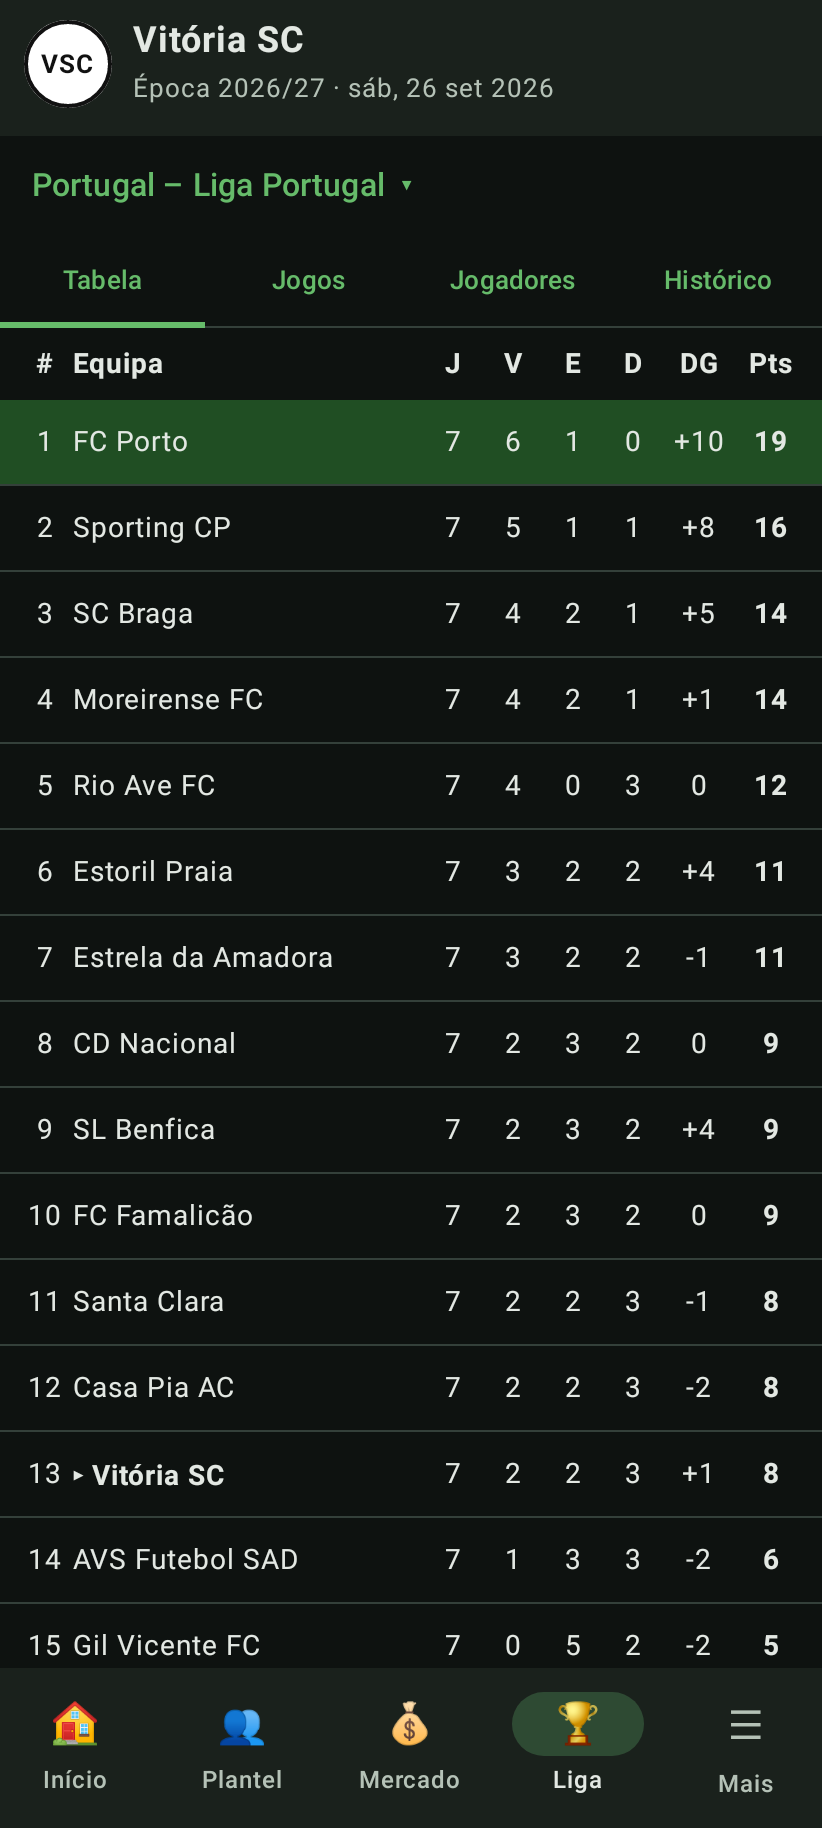 VSC
Vitória SC
Época 2026/27 · sáb, 26 set 2026
Portugal – Liga Portugal ▾
Tabela Jogos Jogadores Histórico
# Equipa J V E D DG Pts
1 FC Porto 7 6 1 0 +10 19
2 Sporting CP 7 5 1 1 +8 16
3 SC Braga 7 4 2 1 +5 14
4 Moreirense FC 7 4 2 1 +1 14
5 Rio Ave FC 7 4 0 3 0 12
6 Estoril Praia 7 3 2 2 +4 11
7 Estrela da Amadora 7 3 2 2 -1 11
8 CD Nacional 7 2 3 2 0 9
9 SL Benfica 7 2 3 2 +4 9
10 FC Famalicão 7 2 3 2 0 9
11 Santa Clara 7 2 2 3 -1 8
12 Casa Pia AC 7 2 2 3 -2 8
13 ▸ Vitória SC 7 2 2 3 +1 8
14 AVS Futebol SAD 7 1 3 3 -2 6
15 Gil Vicente FC 7 0 5 2 -2 5
Início Plantel Mercado Liga Mais